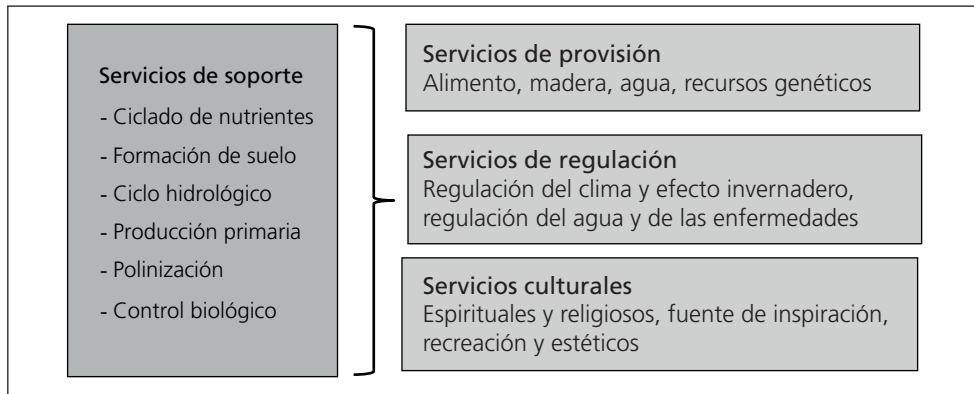 Servicios de soporte
- Ciclado de nutrientes
- Formación de suelo
- Ciclo hidrológico
- Producción primaria
- Polinización
- Control biológico
Servicios de provisión
Alimento, madera, agua, recursos genéticos
Servicios de regulación
Regulación del clima y efecto invernadero,
regulación del agua y de las enfermedades
Servicios culturales
Espirituales y religiosos, fuente de inspiración,
recreación y estéticos